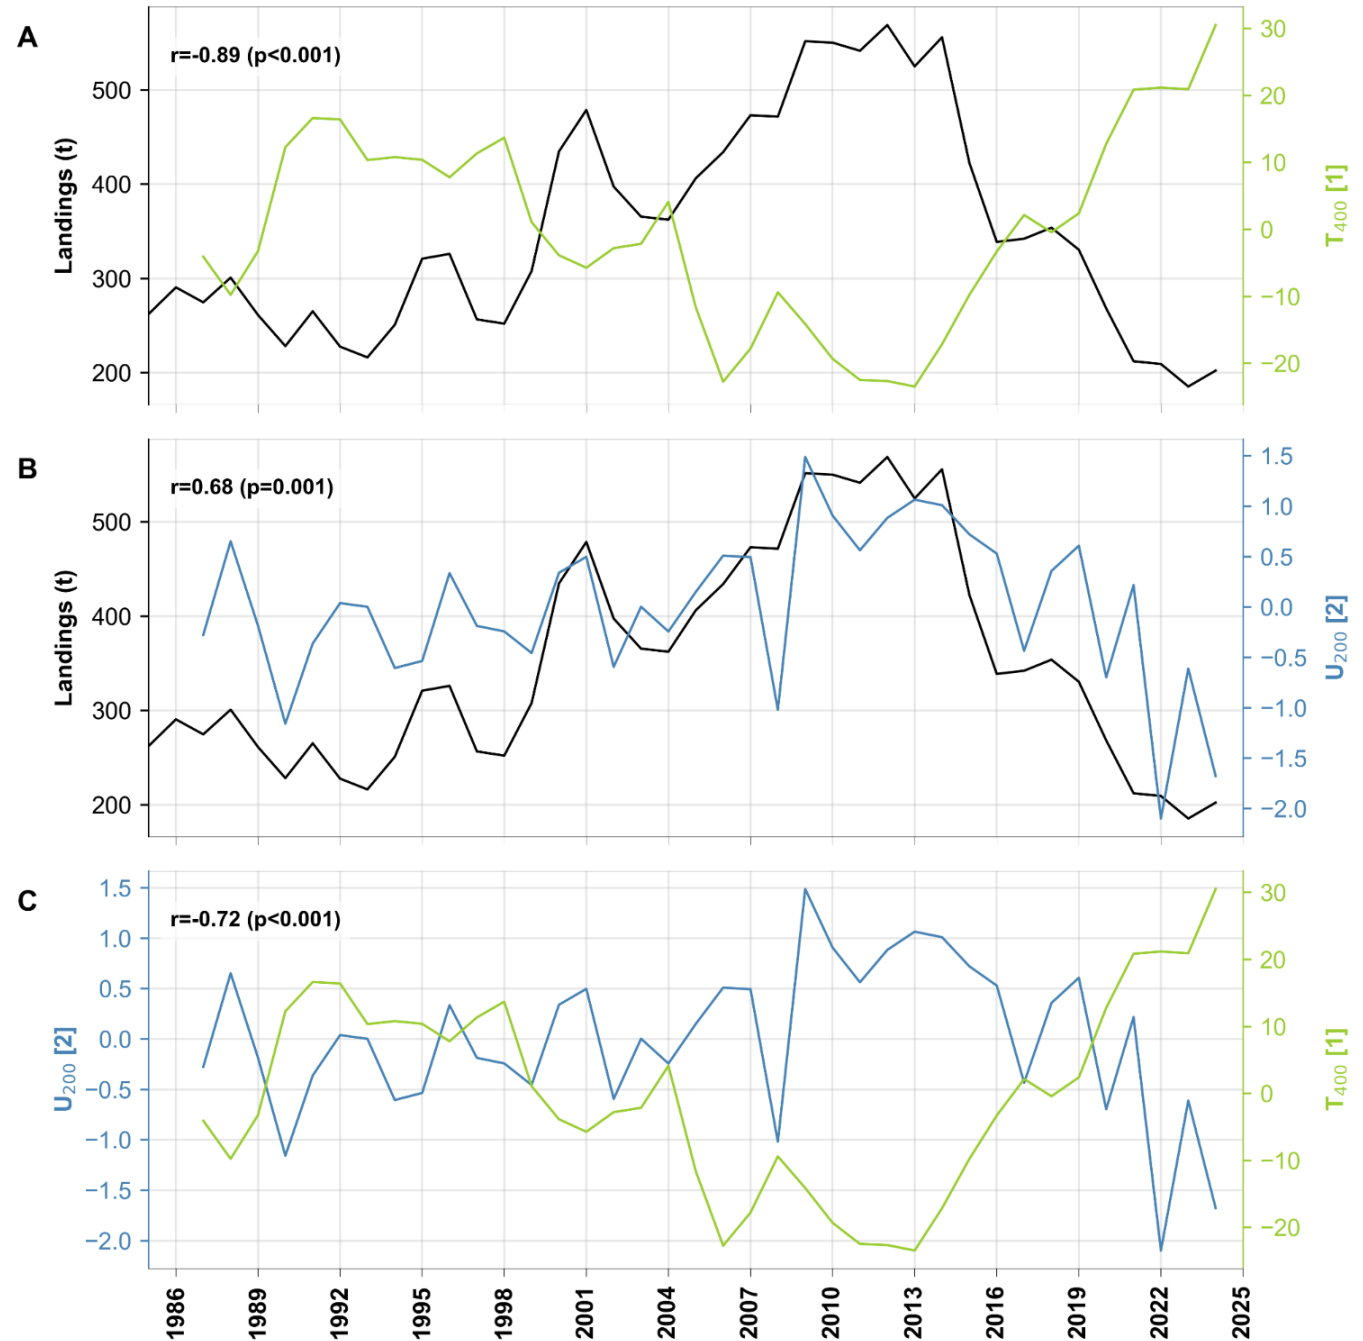 A
r=-0.89 (p<0.001)
Landings (t)
500
400
300
200
30
20
10
0
−10
−20
T400 [1]
B
r=0.68 (p=0.001)
Landings (t)
500
400
300
200
1.5
1.0
0.5
0.0
−0.5
−1.0
−1.5
−2.0
U200 [2]
C
r=-0.72 (p<0.001)
U200 [2]
1.5
1.0
0.5
0.0
−0.5
−1.0
−1.5
−2.0
30
20
10
0
−10
−20
T400 [1]
1986 1989 1992 1995 1998 2001 2004 2007 2010 2013 2016 2019 2022 2025